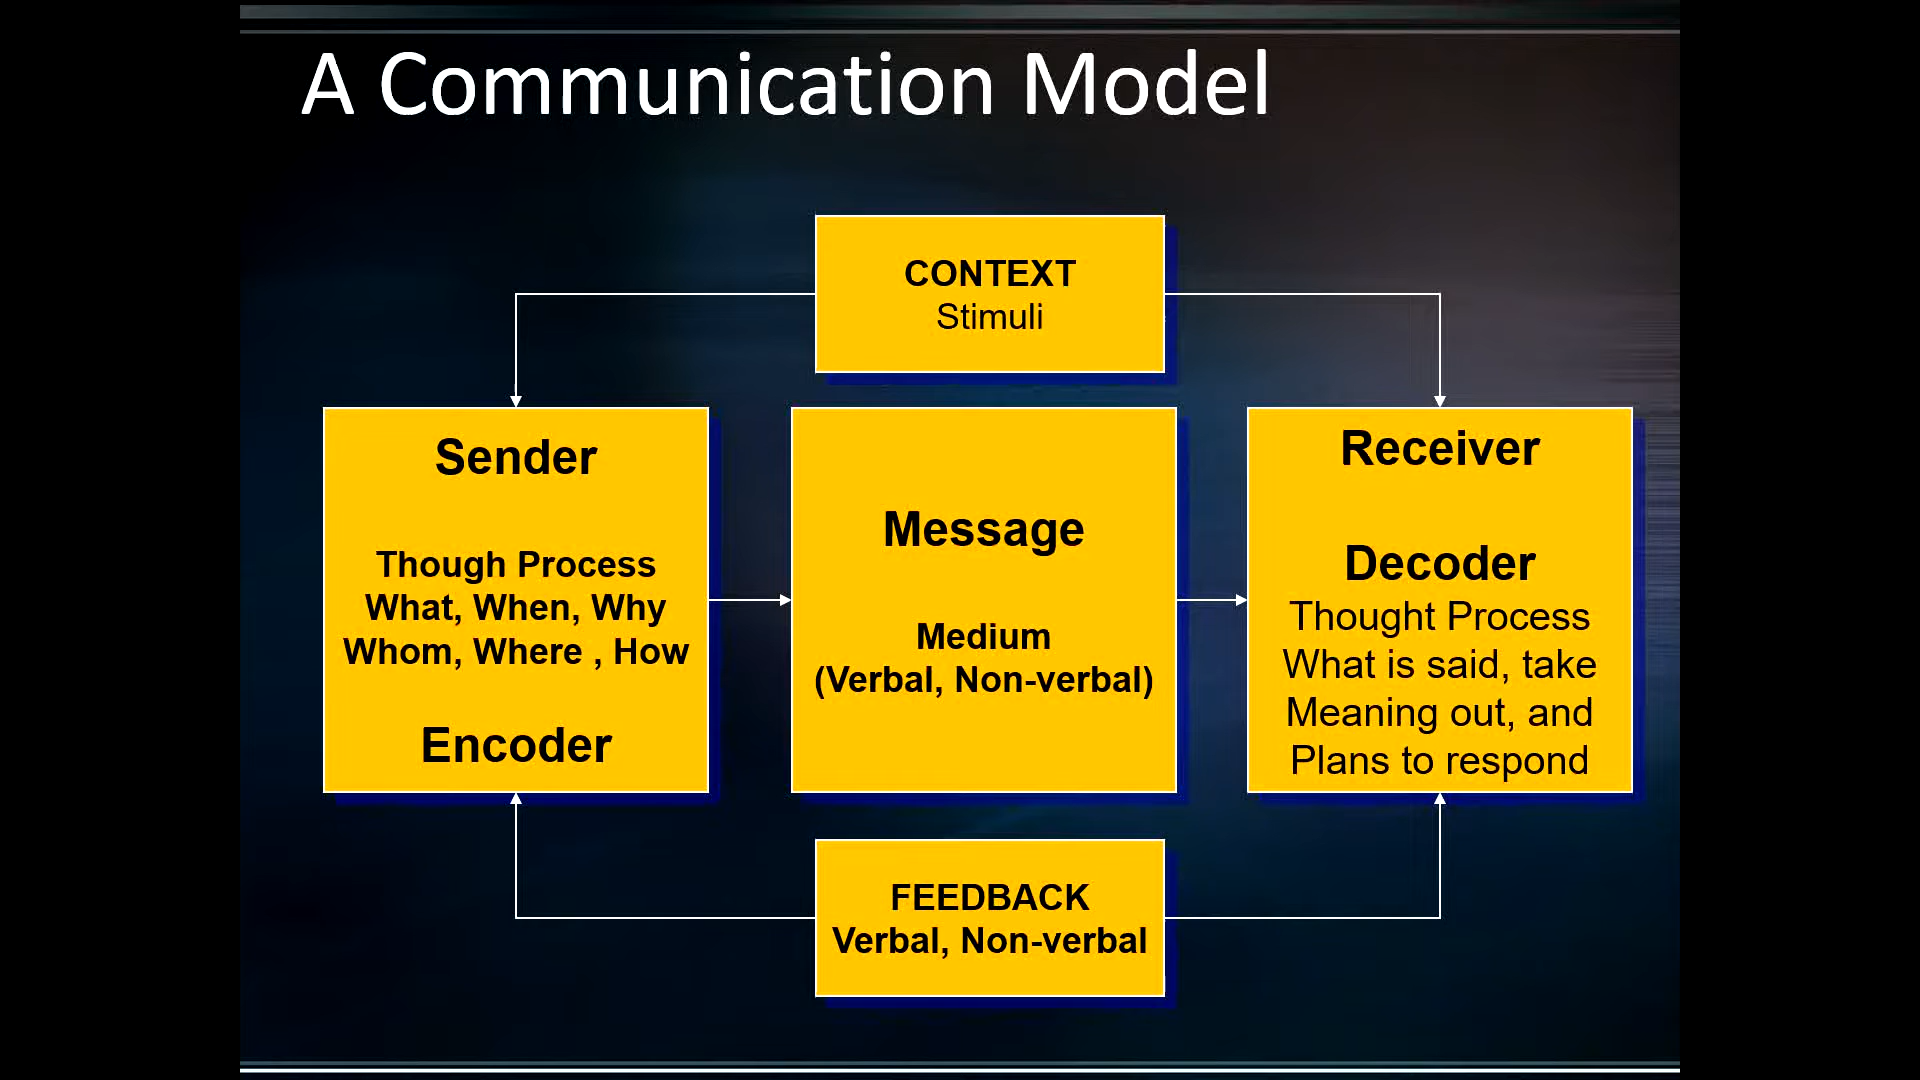 A Communication Model
CONTEXT
Stimuli
Sender
Though Process
What, When, Why
Whom, Where , How
Encoder
Message
Medium
(Verbal, Non-verbal)
Receiver
Decoder
Thought Process
What is said, take
Meaning out, and
Plans to respond
FEEDBACK
Verbal, Non-verbal